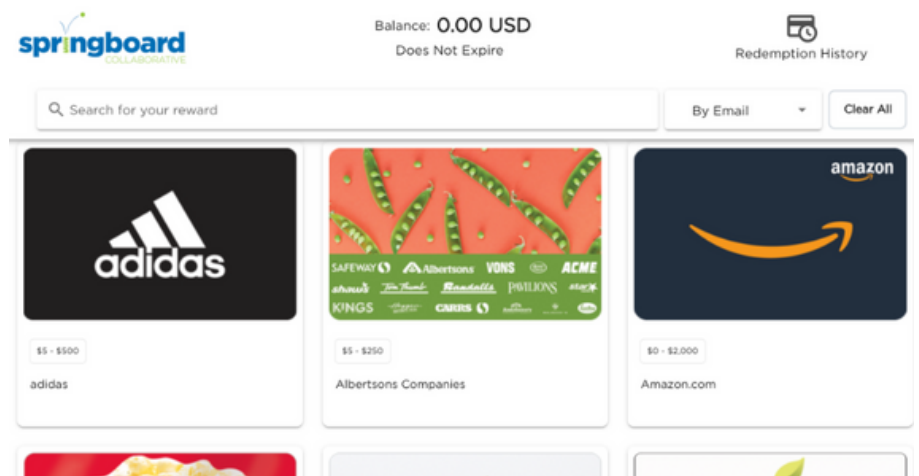 springboard
COLLABORATIVE
Balance: 0.00 USD
Does Not Expire
Redemption History
Search for your reward
By Email
Clear All
adidas
SAFEWAY Albertsons VONS ACME
shaw's Tom Thumb Randalls PAVILIONS star
KINGS CARRS
amazon
$5 - $500
adidas
$5 - $250
Albertsons Companies
$0 - $2,000
Amazon.com